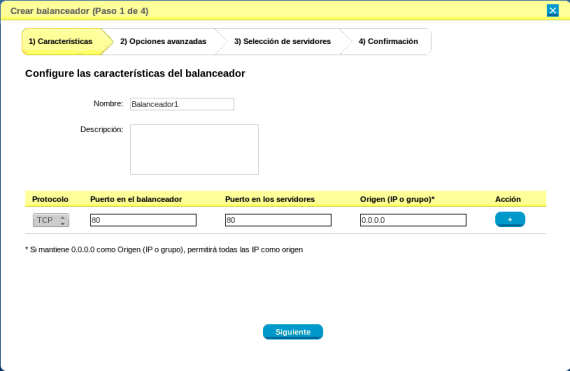 Crear balanceador (Paso 1 de 4)
1) Características 2) Opciones avanzadas 3) Selección de servidores 4) Confirmación
Configure las características del balanceador
Nombre: Balanceador1
Descripción:
Protocolo Puerto en el balanceador Puerto en los servidores Origen (IP o grupo)* Acción
TCP 80 80 0.0.0.0 +
* Si mantiene 0.0.0.0 como Origen (IP o grupo), permitirá todas las IP como origen
Siguiente